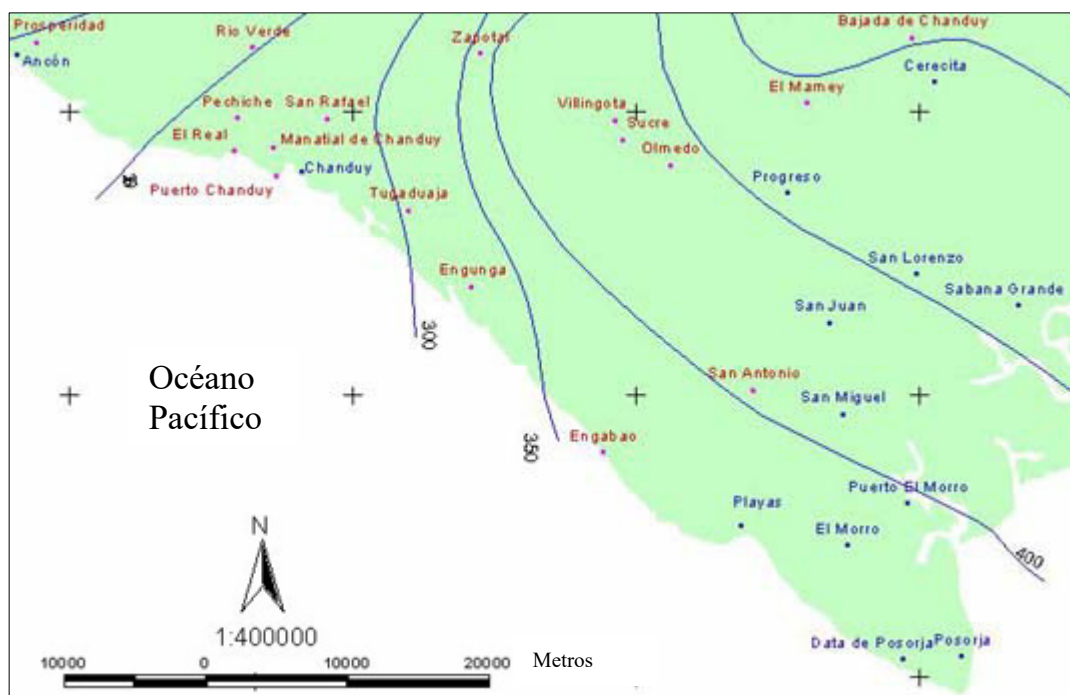 Prosperidad
Rio Verde
Zapotal
Bajada de Chanduy
Ancón
Cerecita
El Mamey
Pechiche
San Rafael
Villingota
Sucre
El Real
Manatial de Chanduy
Olmedo
Chanduy
Progreso
Puerto Chanduy
Tugaduaja
San Lorenzo
Engunga
Sabana Grande
San Juan
300
Océano
Pacífico
San Antonio
San Miguel
Engabao
350
Puerto El Morro
Playas
El Morro
N
400
1:400000
Data de Posorja
Posorja
10000 0 10000 20000 Metros